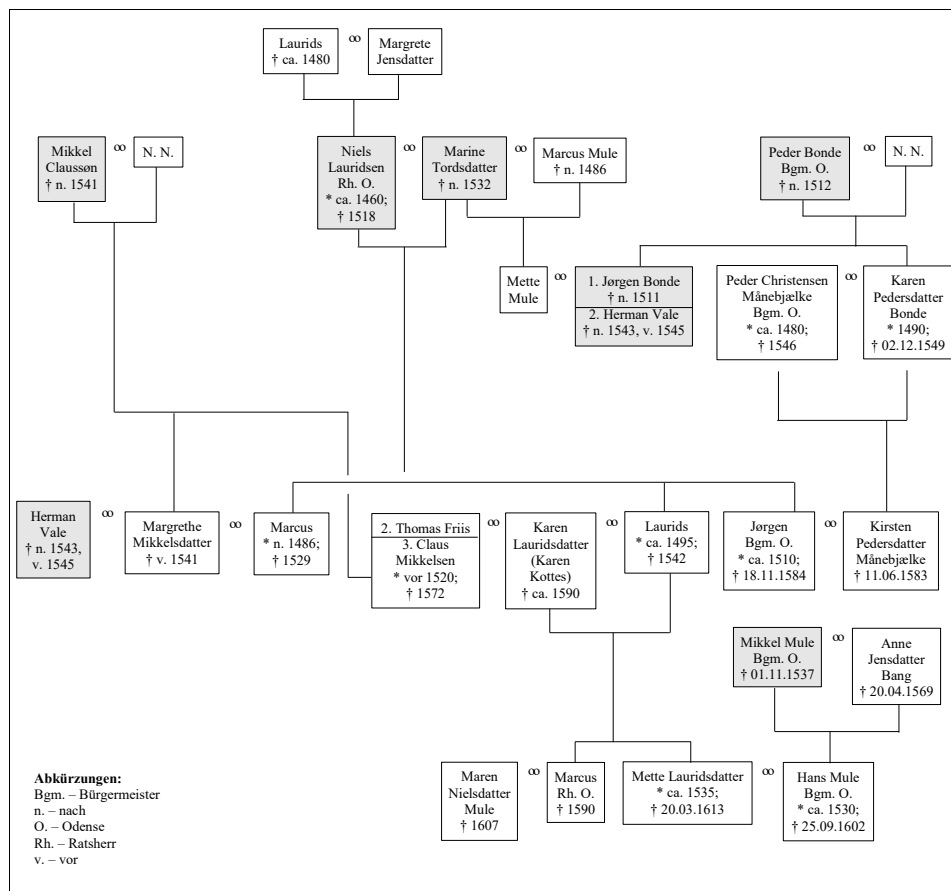 Laurids
† ca. 1480
∞
Margrete
Jensdatter
Mikkel
Claussøn
† n. 1541
∞
N. N.
Niels
Lauridsen
Rh. O.
* ca. 1460;
† 1518
∞
Marine
Tordsdatter
† n. 1532
∞
Marcus Mule
† n. 1486
Peder Bonde
Bgm. O.
† n. 1512
∞
N. N.
Mette
Mule
∞
1. Jørgen Bonde
† n. 1511
2. Herman Vale
† n. 1543, v. 1545
Peder Christensen
Månebjælke
Bgm. O.
* ca. 1480;
† 1546
∞
Karen
Pedersdatter
Bonde
* 1490;
† 02.12.1549
Herman
Vale
† n. 1543,
v. 1545
∞
Margrethe
Mikkelsdatter
† v. 1541
∞
Marcus
* n. 1486;
† 1529
2. Thomas Friis
3. Claus
Mikkelsen
* vor 1520;
† 1572
∞
Karen
Lauridsdatter
(Karen
Kottes)
† ca. 1590
∞
Laurids
* ca. 1495;
† 1542
Jørgen
Bgm. O.
* ca. 1510;
† 18.11.1584
∞
Kirsten
Pedersdatter
Månebjælke
† 11.06.1583
Mikkel Mule
Bgm. O.
† 01.11.1537
∞
Anne
Jensdatter
Bang
† 20.04.1569
Maren
Nielsdatter
Mule
† 1607
∞
Marcus
Rh. O.
† 1590
Mette Lauridsdatter
* ca. 1535;
† 20.03.1613
∞
Hans Mule
Bgm. O.
* ca. 1530;
† 25.09.1602
Abkürzungen:
Bgm. – Bürgermeister
n. – nach
O. – Odense
Rh. – Ratsherr
v. – vor